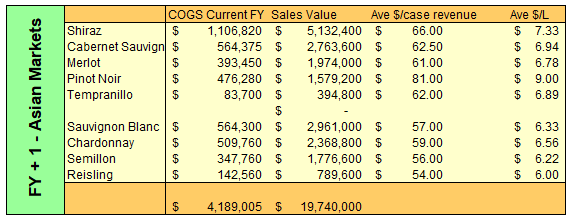 FY + 1 - Asian Markets
COGS Current FY Sales Value Ave $/case revenue Ave $/L
Shiraz $ 1,106,820 $ 5,132,400 $ 66.00 $ 7.33
Cabernet Sauvign $ 564,375 $ 2,763,600 $ 62.50 $ 6.94
Merlot $ 393,450 $ 1,974,000 $ 61.00 $ 6.78
Pinot Noir $ 476,280 $ 1,579,200 $ 81.00 $ 9.00
Tempranillo $ 83,700 $ 394,800 $ 62.00 $ 6.89
$ -
Sauvignon Blanc $ 564,300 $ 2,961,000 $ 57.00 $ 6.33
Chardonnay $ 509,760 $ 2,368,800 $ 59.00 $ 6.56
Semillon $ 347,760 $ 1,776,600 $ 56.00 $ 6.22
Reisling $ 142,560 $ 789,600 $ 54.00 $ 6.00
$ 4,189,005 $ 19,740,000